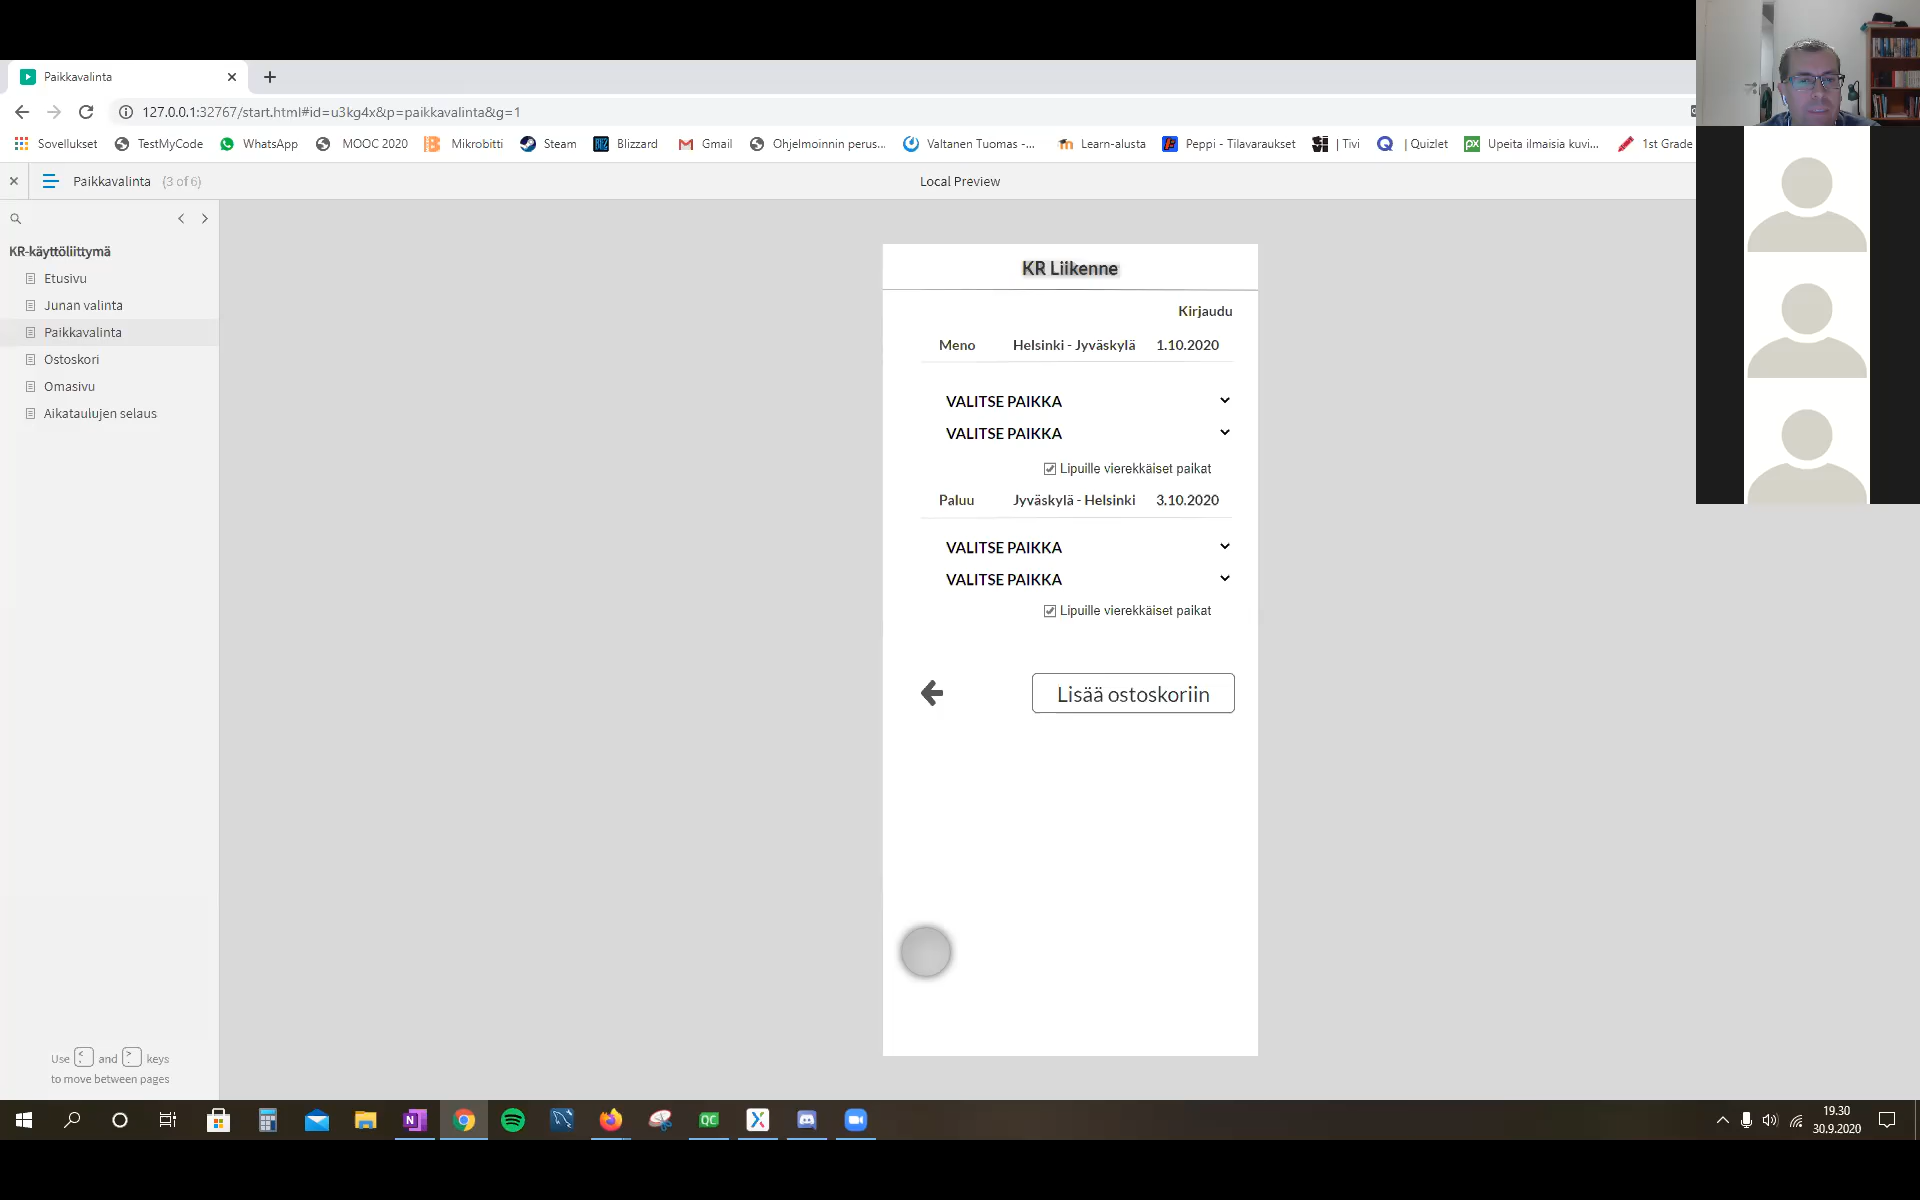 Paikkavalinta
127.0.0.1:32767/start.html#id=u3kg4x&p=paikkavalinta&g=1
Sovellukset TestMyCode WhatsApp MOOC 2020 Mikrobitti Steam Blizzard Gmail Ohjelmoinnin perus... Valtanen Tuomas -... Learn-alusta Peppi - Tilavaraukset | Tivi | Quizlet Upeita ilmaisia kuvi... 1st Grade
Paikkavalinta (3 of 6) Local Preview
KR-käyttöliittymä
Etusivu
Junan valinta
Paikkavalinta
Ostoskori
Omasivu
Aikataulujen selaus
Use < and > keys
to move between pages
KR Liikenne
Kirjaudu
Meno Helsinki - Jyväskylä 1.10.2020
VALITSE PAIKKA
VALITSE PAIKKA
Lipuille vierekkäiset paikat
Paluu Jyväskylä - Helsinki 3.10.2020
VALITSE PAIKKA
VALITSE PAIKKA
Lipuille vierekkäiset paikat
Lisää ostoskoriin
19.30
30.9.2020